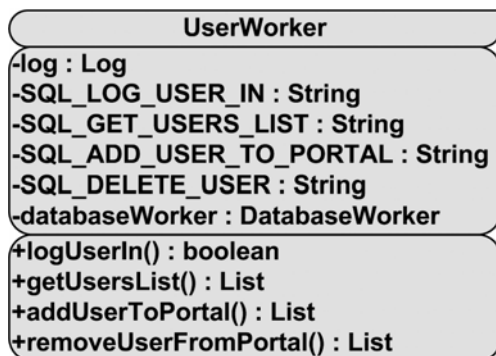 UserWorker
-log : Log
-SQL_LOG_USER_IN : String
-SQL_GET_USERS_LIST : String
-SQL_ADD_USER_TO_PORTAL : String
-SQL_DELETE_USER : String
-databaseWorker : DatabaseWorker
+logUserIn() : boolean
+getUsersList() : List
+addUserToPortal() : List
+removeUserFromPortal() : List